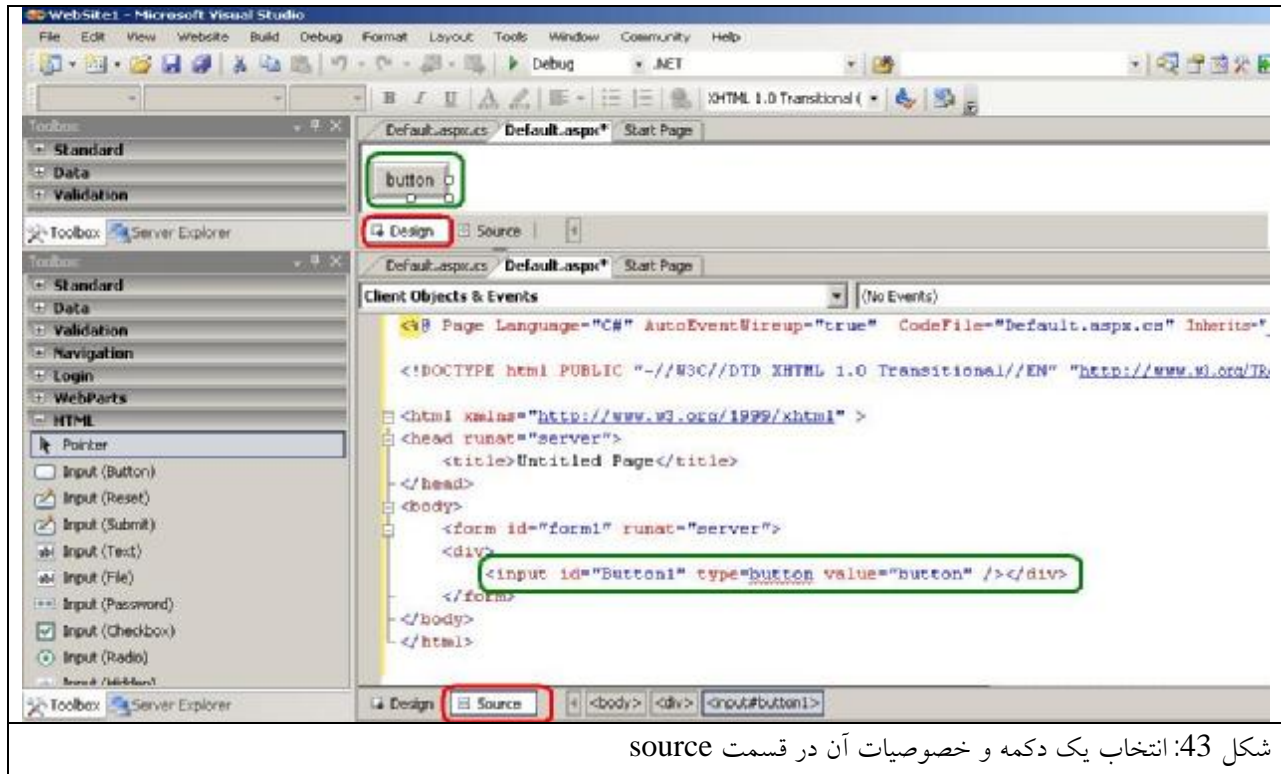 WebSite1 - Microsoft Visual Studio
File Edit View Website Build Debug Format Layout Tools Window Community Help
Debug .NET
B I U A XHTML 1.0 Transitional (
Toolbox Default.aspx.cs Default.aspx* Start Page
Standard
Data
Validation
button
Toolbox Server Explorer Design Source
Toolbox Default.aspx.cs Default.aspx* Start Page
Client Objects & Events (No Events)
Standard
Data
Validation
Navigation
Login
WebParts
HTML
Pointer
Input (Button)
Input (Reset)
Input (Submit)
Input (Text)
Input (File)
Input (Password)
Input (Checkbox)
Input (Radio)
Input (Hidden)
<%@ Page Language="C#" AutoEventWireup="true" CodeFile="Default.aspx.cs" Inherits="_
<!DOCTYPE html PUBLIC "-//W3C//DTD XHTML 1.0 Transitional//EN" "http://www.w3.org/TR
<html xmlns="http://www.w3.org/1999/xhtml" >
<head runat="server">
<title>Untitled Page</title>
</head>
<body>
<form id="form1" runat="server">
<div>
<input id="Button1" type=button value="button" /></div>
</form>
</body>
</html>
Toolbox Server Explorer Design Source <body> <div> <input#button1>
شکل 43: انتخاب یک دکمه و خصوصیات آن در قسمت source